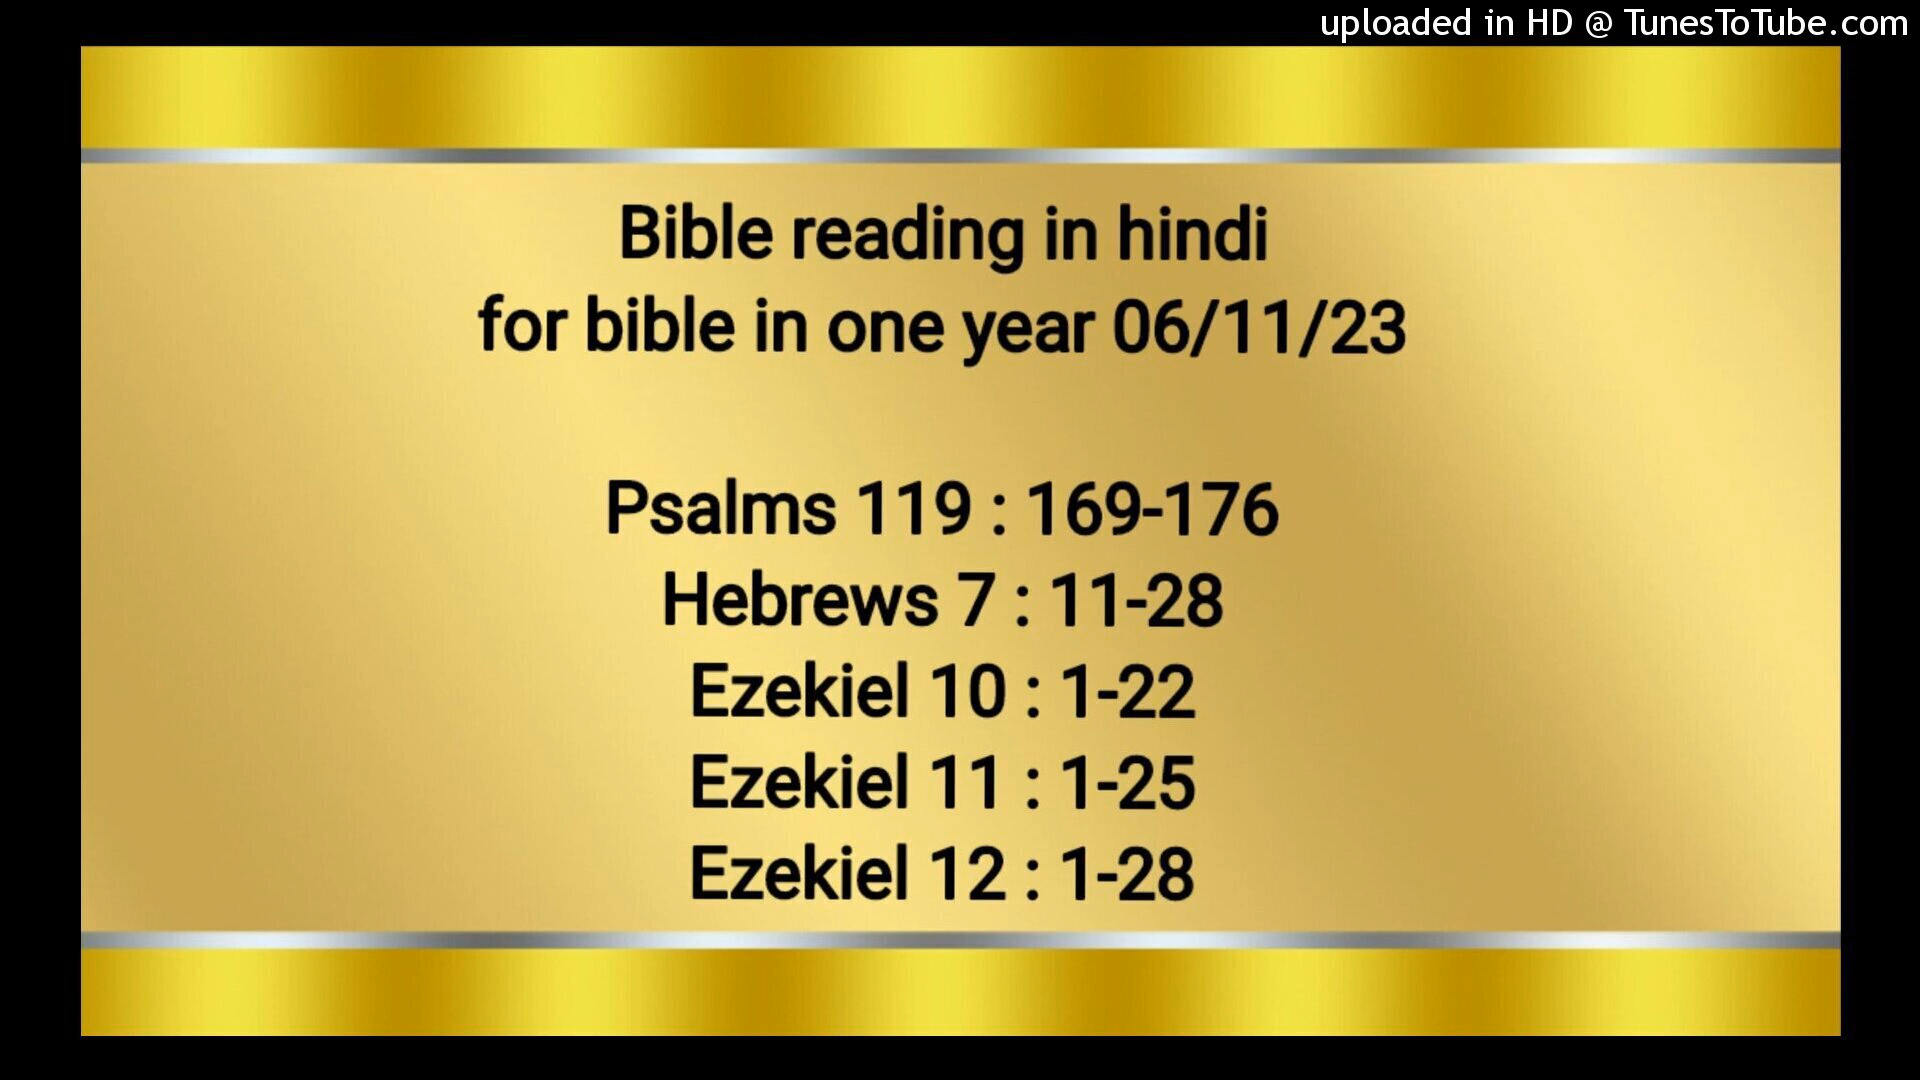 uploaded in HD @ TunesToTube.com
Bible reading in hindi
for bible in one year 06/11/23
Psalms 119 : 169-176
Hebrews 7 : 11-28
Ezekiel 10 : 1-22
Ezekiel 11 : 1-25
Ezekiel 12 : 1-28